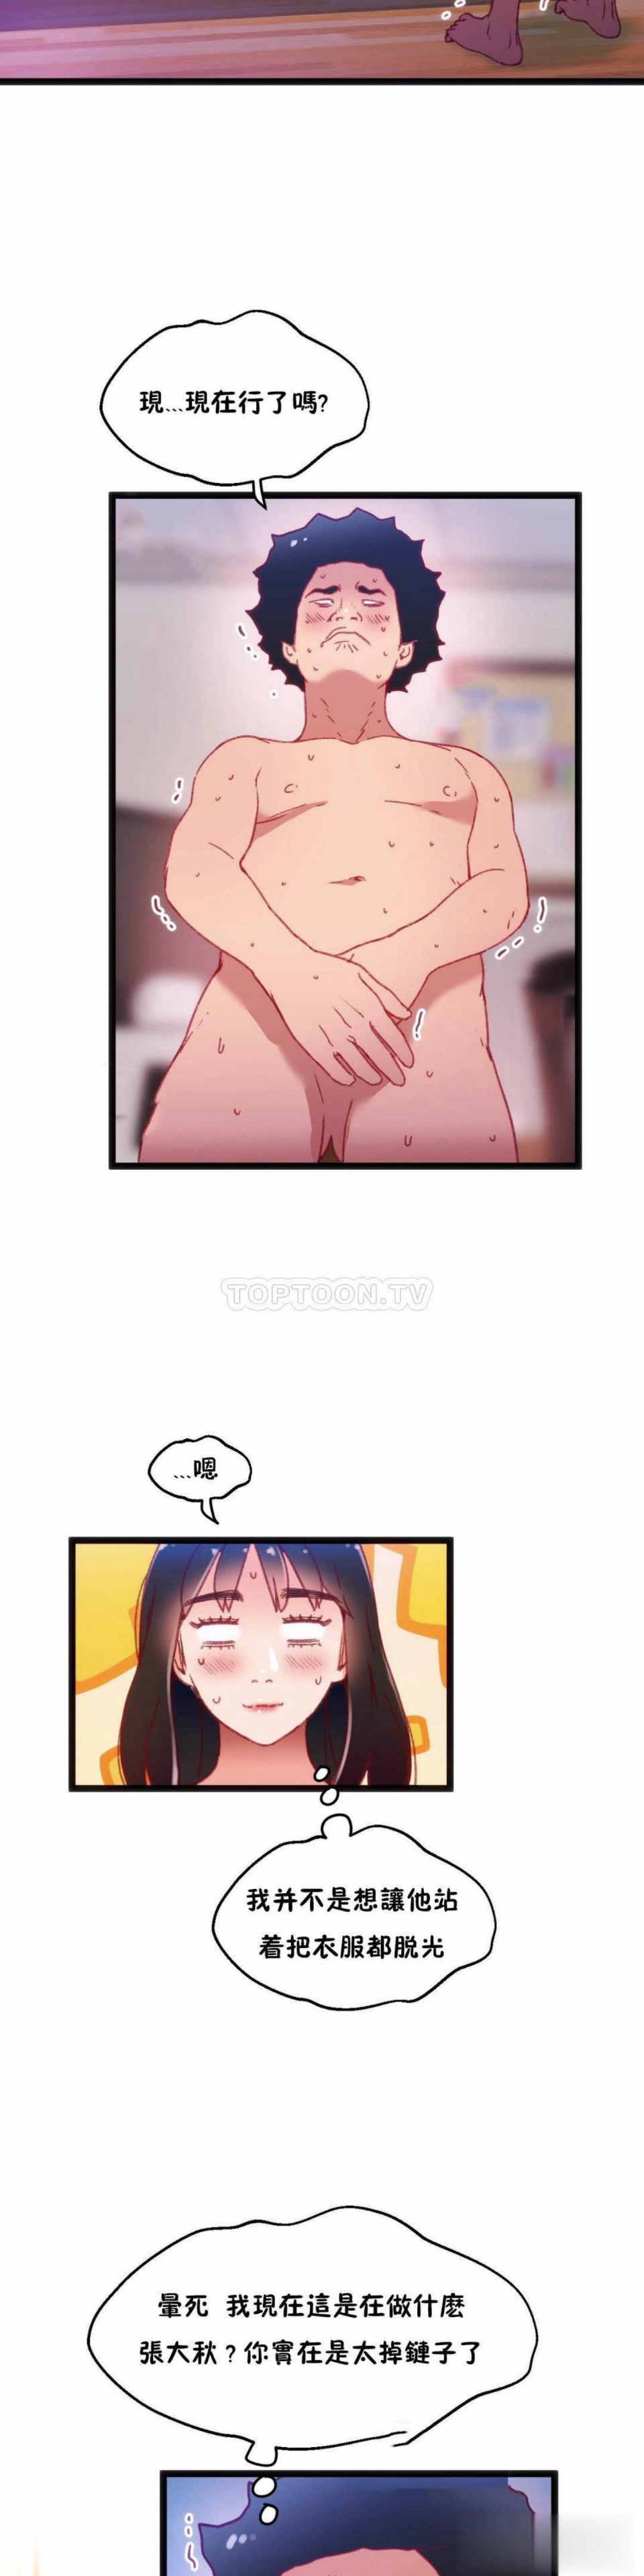 現...現在行了嗎?
TOPTOON.TV
...嗯
我并不是想讓他站
着把衣服都脱光
暈死 我現在這是在做什麽
張大秋？你實在是太掉鏈子了